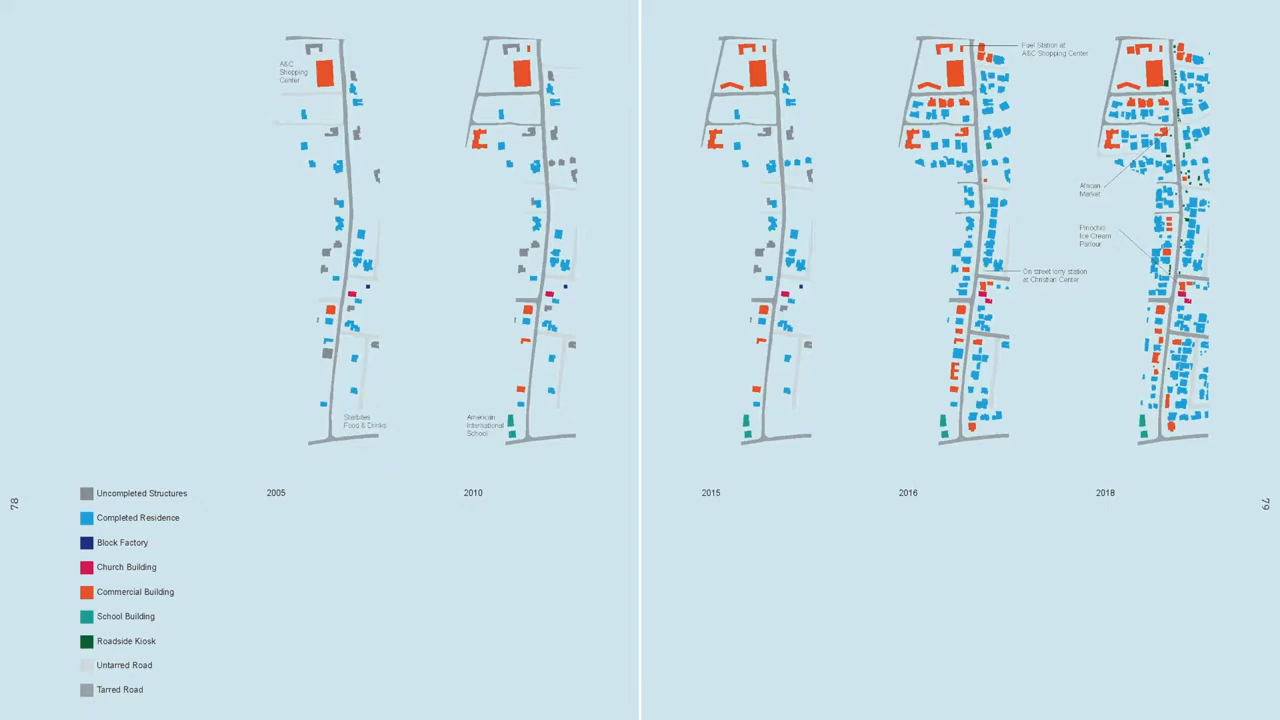 A&C
Shopping
Center
Starbites
Food & Drinks
American
International
School
Fuel Station at
A&C Shopping Center
On street lorry station
at Christian Center
African
Market
Pinocchio
Ice Cream
Parlour
2005
2010
2015
2016
2018
78
79
Uncompleted Structures
Completed Residence
Block Factory
Church Building
Commercial Building
School Building
Roadside Kiosk
Untarred Road
Tarred Road